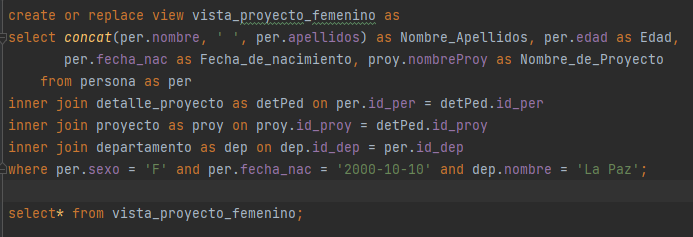 create or replace view vista_proyecto_femenino as
select concat(per.nombre, ' ', per.apellidos) as Nombre_Apellidos, per.edad as Edad,
per.fecha_nac as Fecha_de_nacimiento, proy.nombreProy as Nombre_de_Proyecto
from persona as per
inner join detalle_proyecto as detPed on per.id_per = detPed.id_per
inner join proyecto as proy on proy.id_proy = detPed.id_proy
inner join departamento as dep on dep.id_dep = per.id_dep
where per.sexo = 'F' and per.fecha_nac = '2000-10-10' and dep.nombre = 'La Paz';
select* from vista_proyecto_femenino;